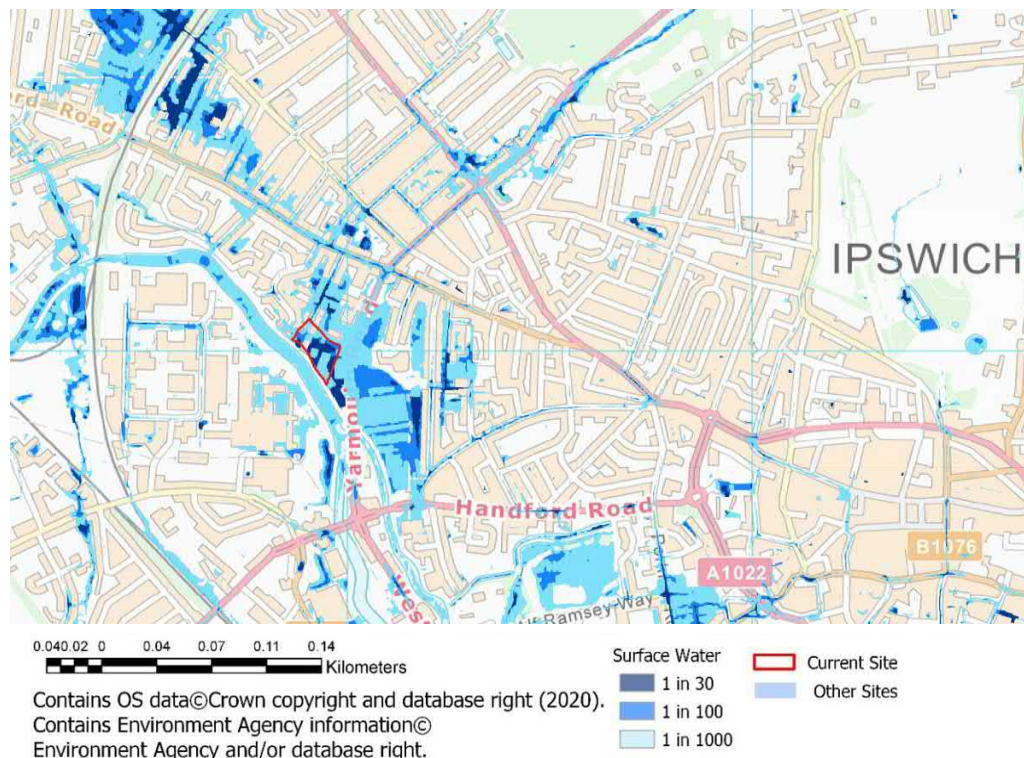 ord Road
IPSWICH
Yarmou
Handford Road
B1076
A1022
Wes
lf Ramsey Way
0.040.02 0 0.04 0.07 0.11 0.14
Kilometers
Contains OS data©Crown copyright and database right (2020).
Contains Environment Agency information©
Environment Agency and/or database right.
Surface Water
1 in 30
1 in 100
1 in 1000
Current Site
Other Sites